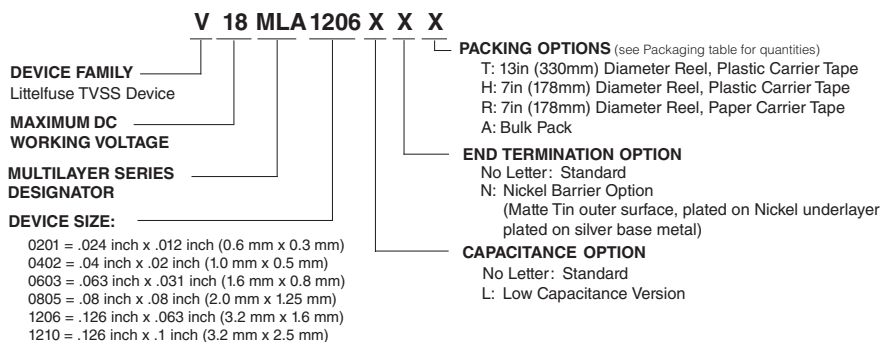 V 18 MLA 1206 X X X
DEVICE FAMILY
Littelfuse TVSS Device
MAXIMUM DC
WORKING VOLTAGE
MULTILAYER SERIES
DESIGNATOR
DEVICE SIZE:
0201 = .024 inch x .012 inch (0.6 mm x 0.3 mm)
0402 = .04 inch x .02 inch (1.0 mm x 0.5 mm)
0603 = .063 inch x .031 inch (1.6 mm x 0.8 mm)
0805 = .08 inch x .08 inch (2.0 mm x 1.25 mm)
1206 = .126 inch x .063 inch (3.2 mm x 1.6 mm)
1210 = .126 inch x .1 inch (3.2 mm x 2.5 mm)
PACKING OPTIONS (see Packaging table for quantities)
T: 13in (330mm) Diameter Reel, Plastic Carrier Tape
H: 7in (178mm) Diameter Reel, Plastic Carrier Tape
R: 7in (178mm) Diameter Reel, Paper Carrier Tape
A: Bulk Pack
END TERMINATION OPTION
No Letter: Standard
N: Nickel Barrier Option
(Matte Tin outer surface, plated on Nickel underlayer
plated on silver base metal)
CAPACITANCE OPTION
No Letter: Standard
L: Low Capacitance Version